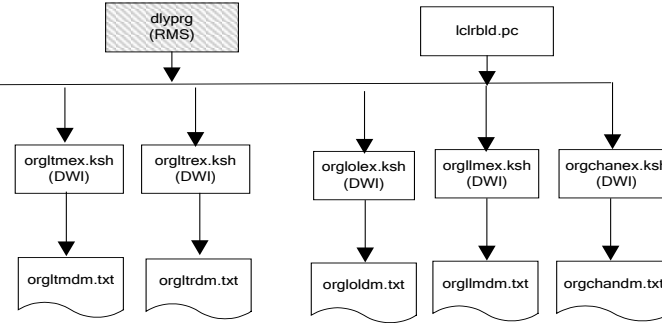 dlyprg
(RMS)
lclrbld.pc
orgltmex.ksh
(DWI)
orgltrex.ksh
(DWI)
orglolex.ksh
(DWI)
orgllmex.ksh
(DWI)
orgchanex.ksh
(DWI)
orgltmdm.txt
orgltrdm.txt
orgloldm.txt
orgllmdm.txt
orgchandm.txt